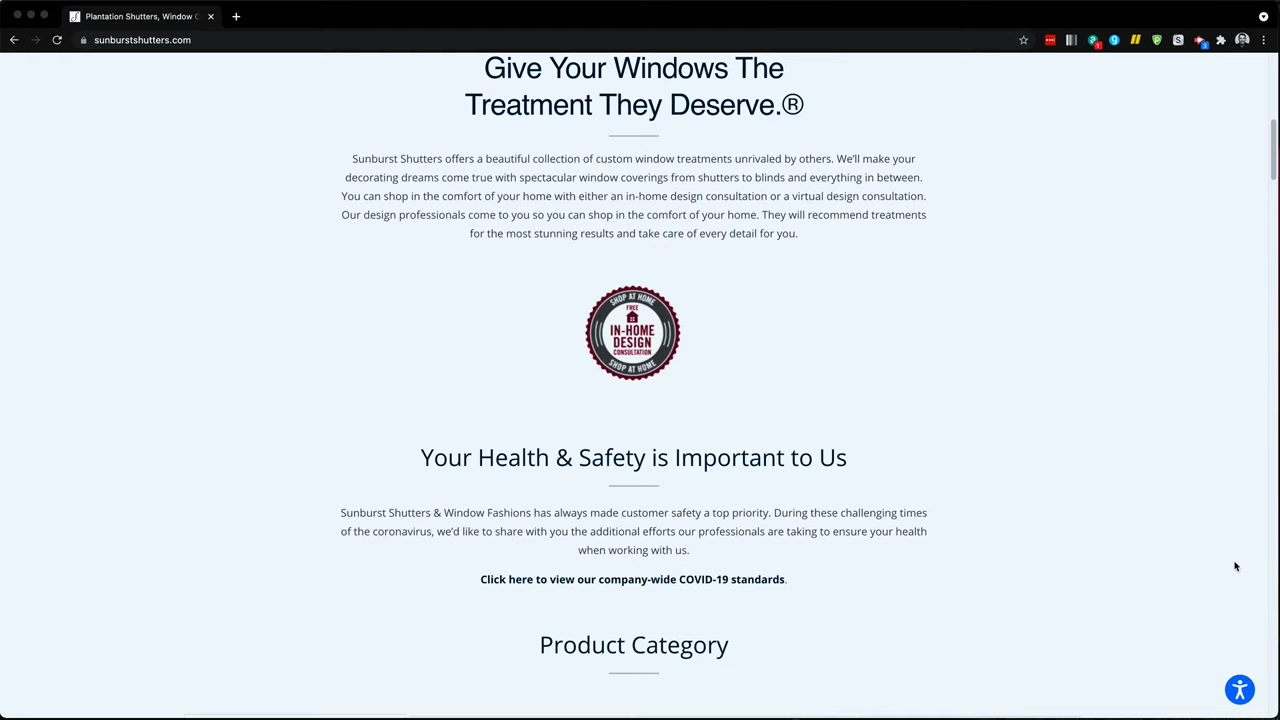 Plantation Shutters, Window C
sunburstshutters.com
Give Your Windows The
Treatment They Deserve.®
Sunburst Shutters offers a beautiful collection of custom window treatments unrivaled by others. We’ll make your
decorating dreams come true with spectacular window coverings from shutters to blinds and everything in between.
You can shop in the comfort of your home with either an in-home design consultation or a virtual design consultation.
Our design professionals come to you so you can shop in the comfort of your home. They will recommend treatments
for the most stunning results and take care of every detail for you.
SHOP AT HOME
FREE
IN-HOME
DESIGN
CONSULTATION
SHOP AT HOME
Your Health & Safety is Important to Us
Sunburst Shutters & Window Fashions has always made customer safety a top priority. During these challenging times
of the coronavirus, we’d like to share with you the additional efforts our professionals are taking to ensure your health
when working with us.
Click here to view our company-wide COVID-19 standards.
Product Category